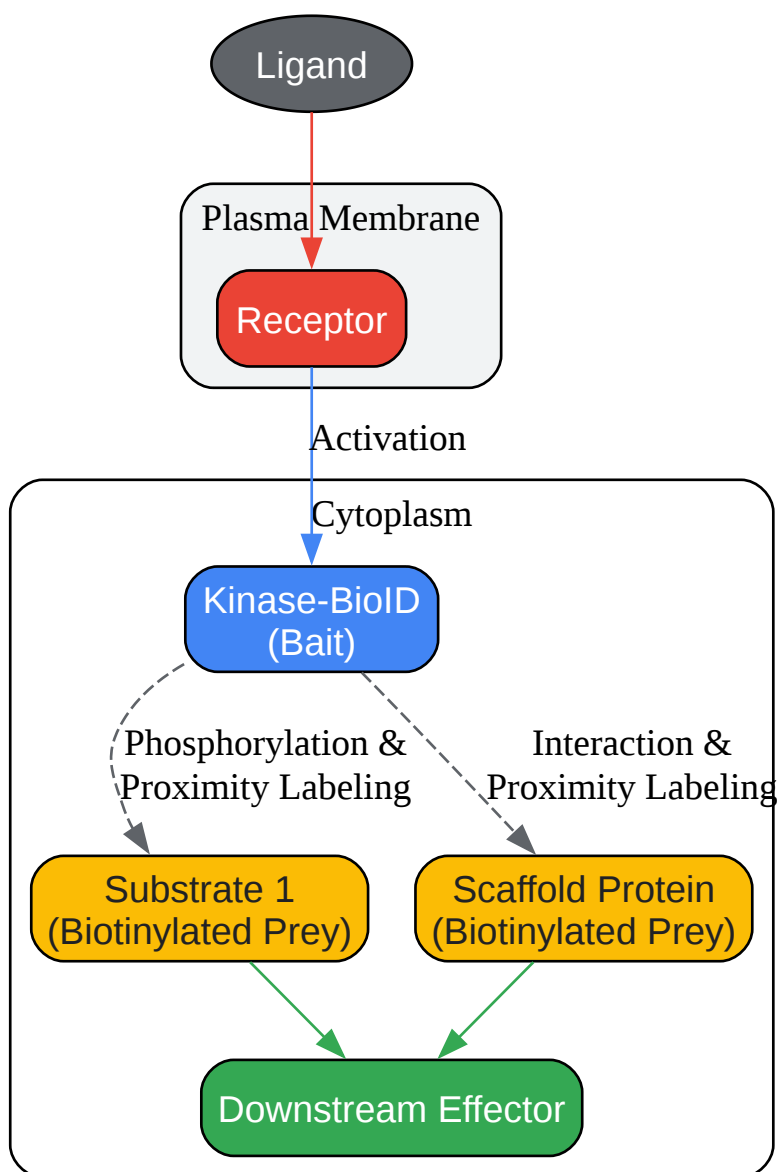 Ligand
Plasma Membrane
Receptor
Activation
Cytoplasm
Kinase-BioID
(Bait)
Phosphorylation &
Proximity Labeling
Interaction &
Proximity Labeling
Substrate 1
(Biotinylated Prey)
Scaffold Protein
(Biotinylated Prey)
Downstream Effector